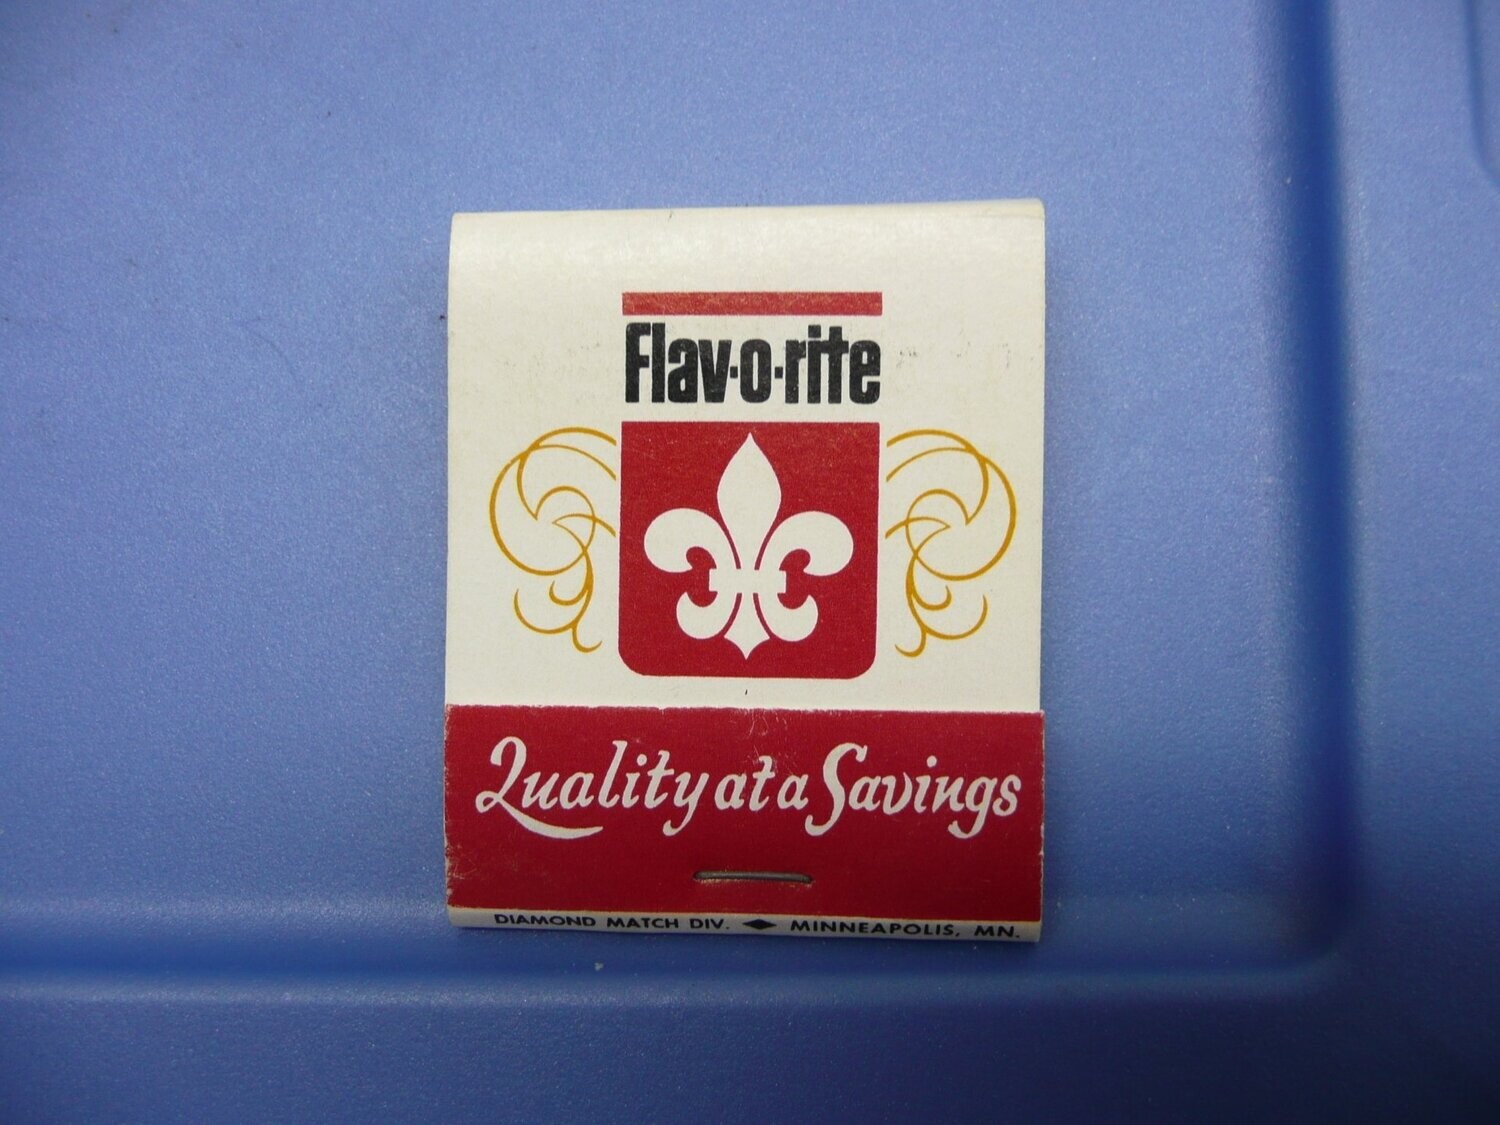 Flav·o·rite
Quality at a Savings
DIAMOND MATCH DIV. ◆ MINNEAPOLIS, MN.